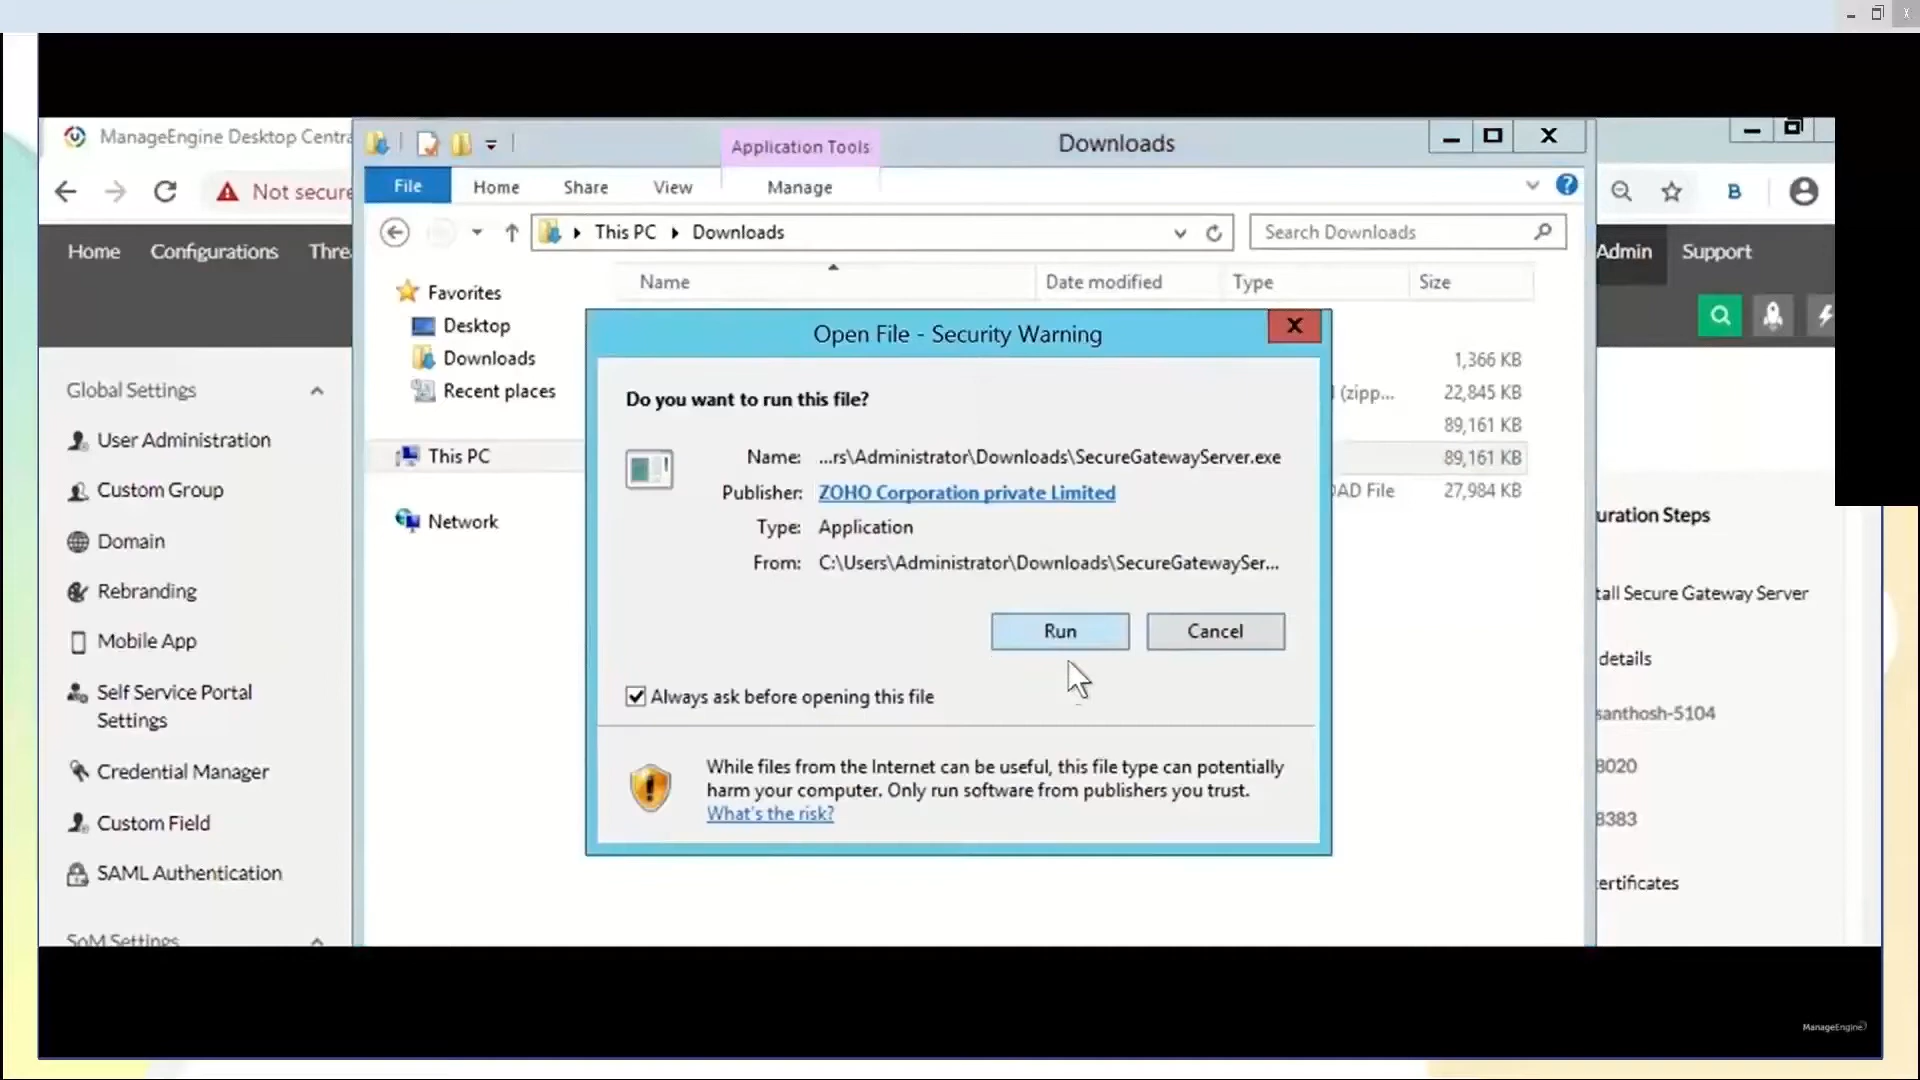 ManageEngine Desktop Centra
Application Tools
Downloads
Not secure
File
Home
Share
View
Manage
This PC
Downloads
Search Downloads
B
Home
Configurations
Thre
Admin
Support
Name
Date modified
Type
Size
Favorites
Desktop
Downloads
Recent places
This PC
Network
1,366 KB
(zipp...
22,845 KB
89,161 KB
89,161 KB
AD File
27,984 KB
Open File - Security Warning
Do you want to run this file?
Name: ...rs\Administrator\Downloads\SecureGatewayServer.exe
Publisher: ZOHO Corporation private Limited
Type: Application
From: C:\Users\Administrator\Downloads\SecureGatewaySer...
Run
Cancel
Always ask before opening this file
While files from the Internet can be useful, this file type can potentially
harm your computer. Only run software from publishers you trust.
What's the risk?
Global Settings
User Administration
Custom Group
Domain
Rebranding
Mobile App
Self Service Portal
Settings
Credential Manager
Custom Field
SAML Authentication
SoM Settings
uration Steps
tall Secure Gateway Server
details
santhosh-5104
8020
8383
ertificates
ManageEngine